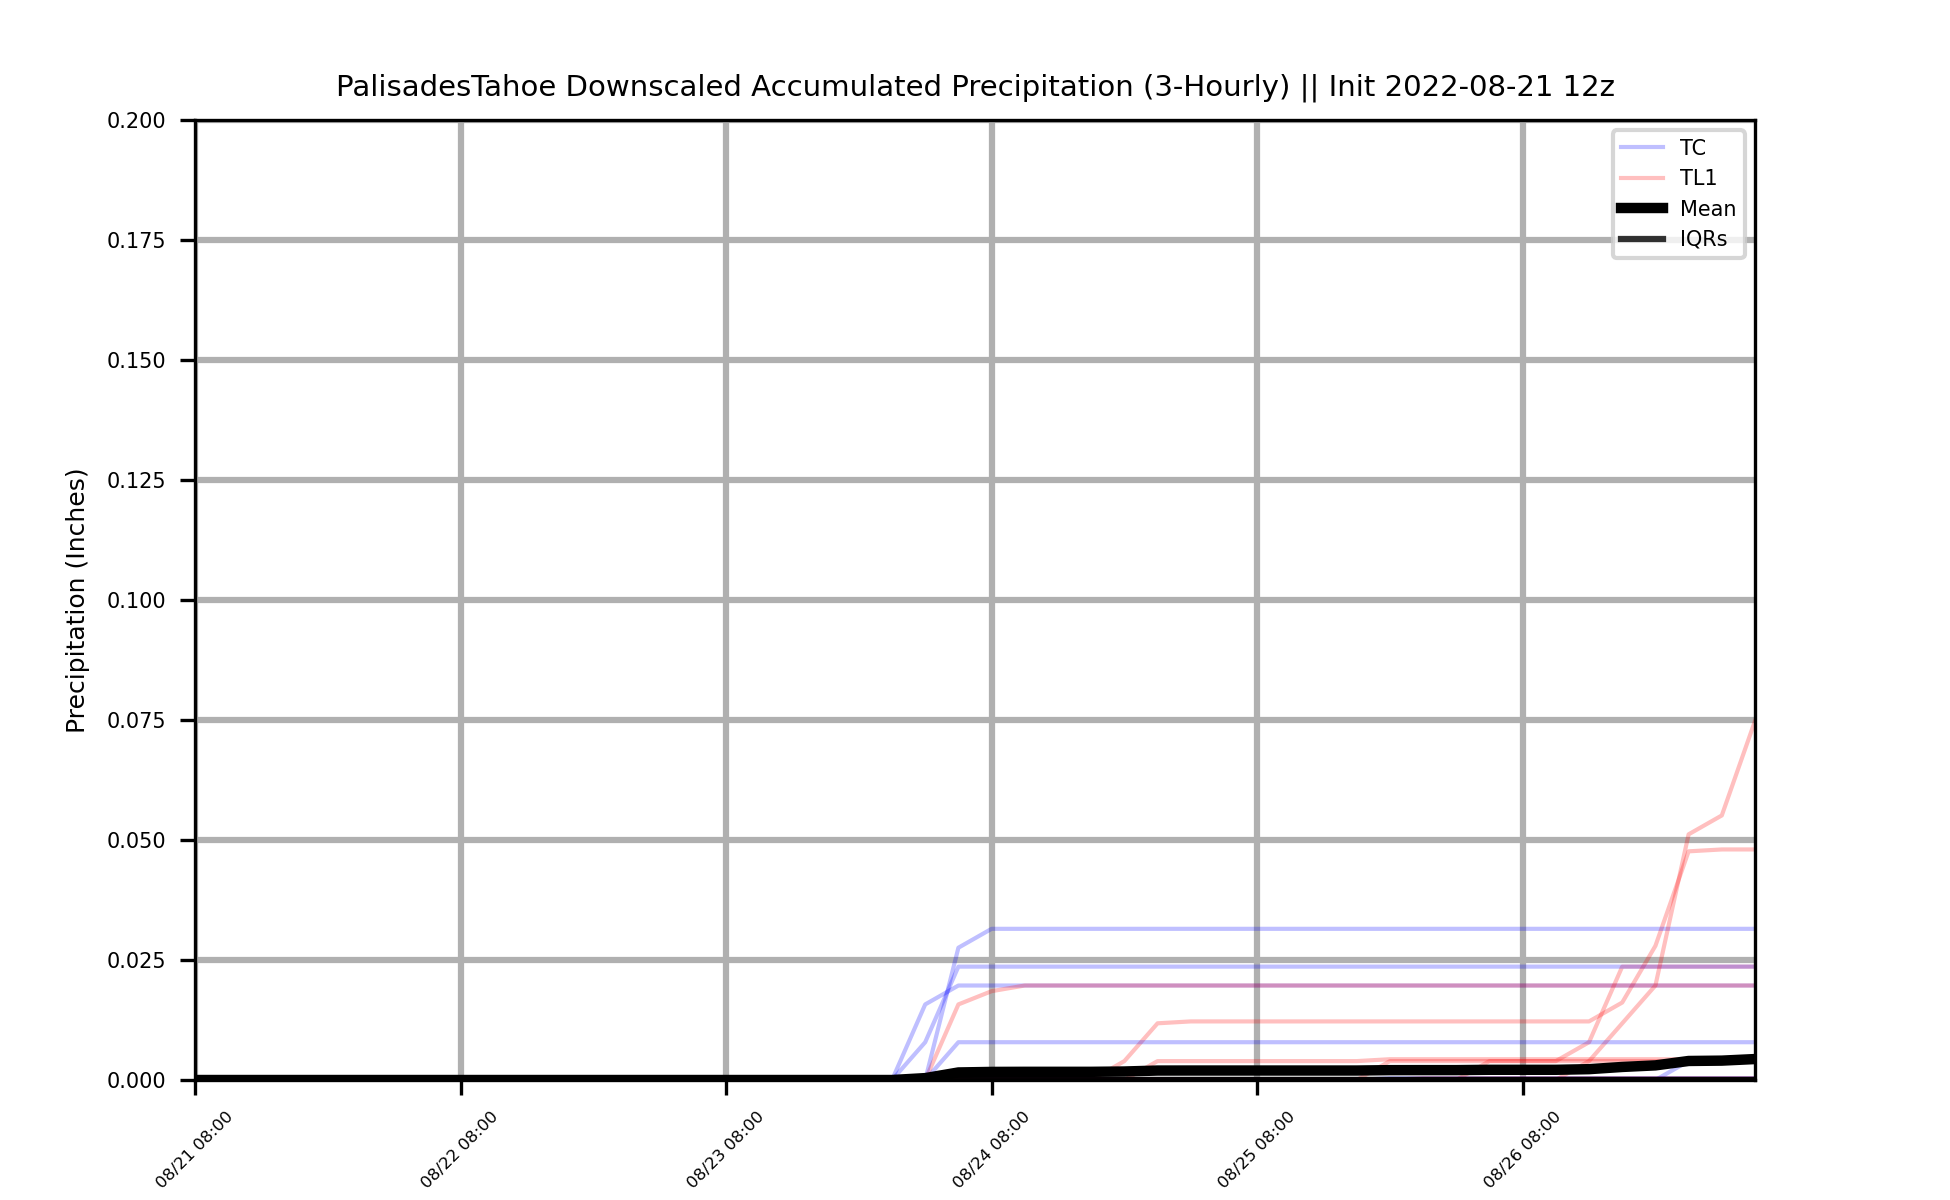 PalisadesTahoe Downscaled Accumulated Precipitation (3-Hourly) || Init 2022-08-21 12z
TC
TL1
Mean
IQRs
Precipitation (Inches)
0.200
0.175
0.150
0.125
0.100
0.075
0.050
0.025
0.000
08/21 08:00
08/22 08:00
08/23 08:00
08/24 08:00
08/25 08:00
08/26 08:00